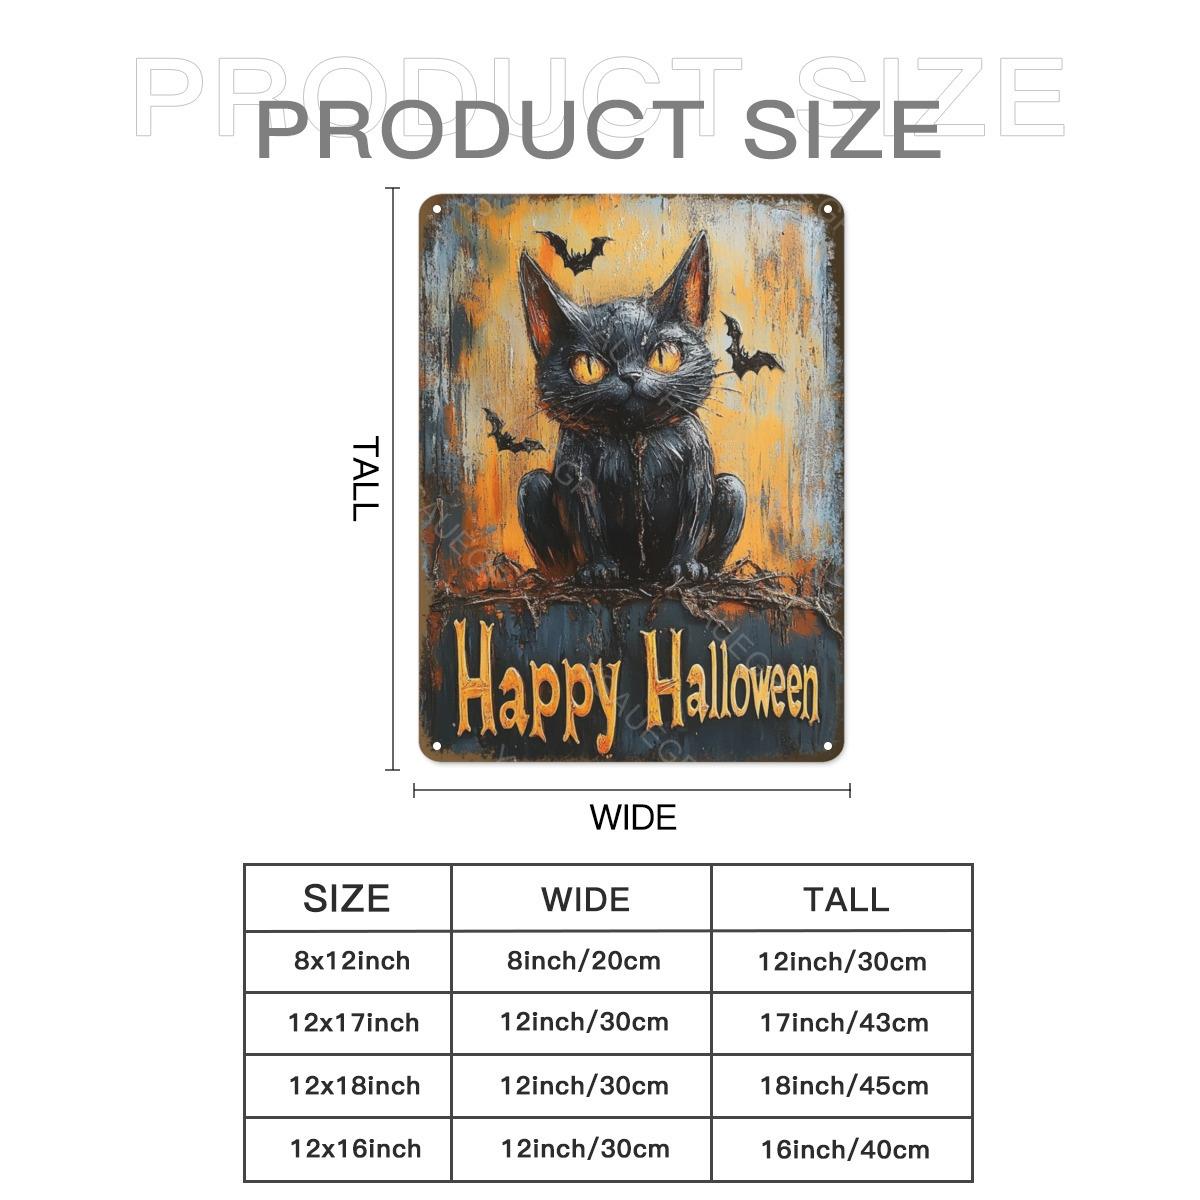 PRODUCT SIZE
PRODUCT SIZE
TALL
Happy Halloween
WIDE
SIZE WIDE TALL
8x12inch 8inch/20cm 12inch/30cm
12x17inch 12inch/30cm 17inch/43cm
12x18inch 12inch/30cm 18inch/45cm
12x16inch 12inch/30cm 16inch/40cm